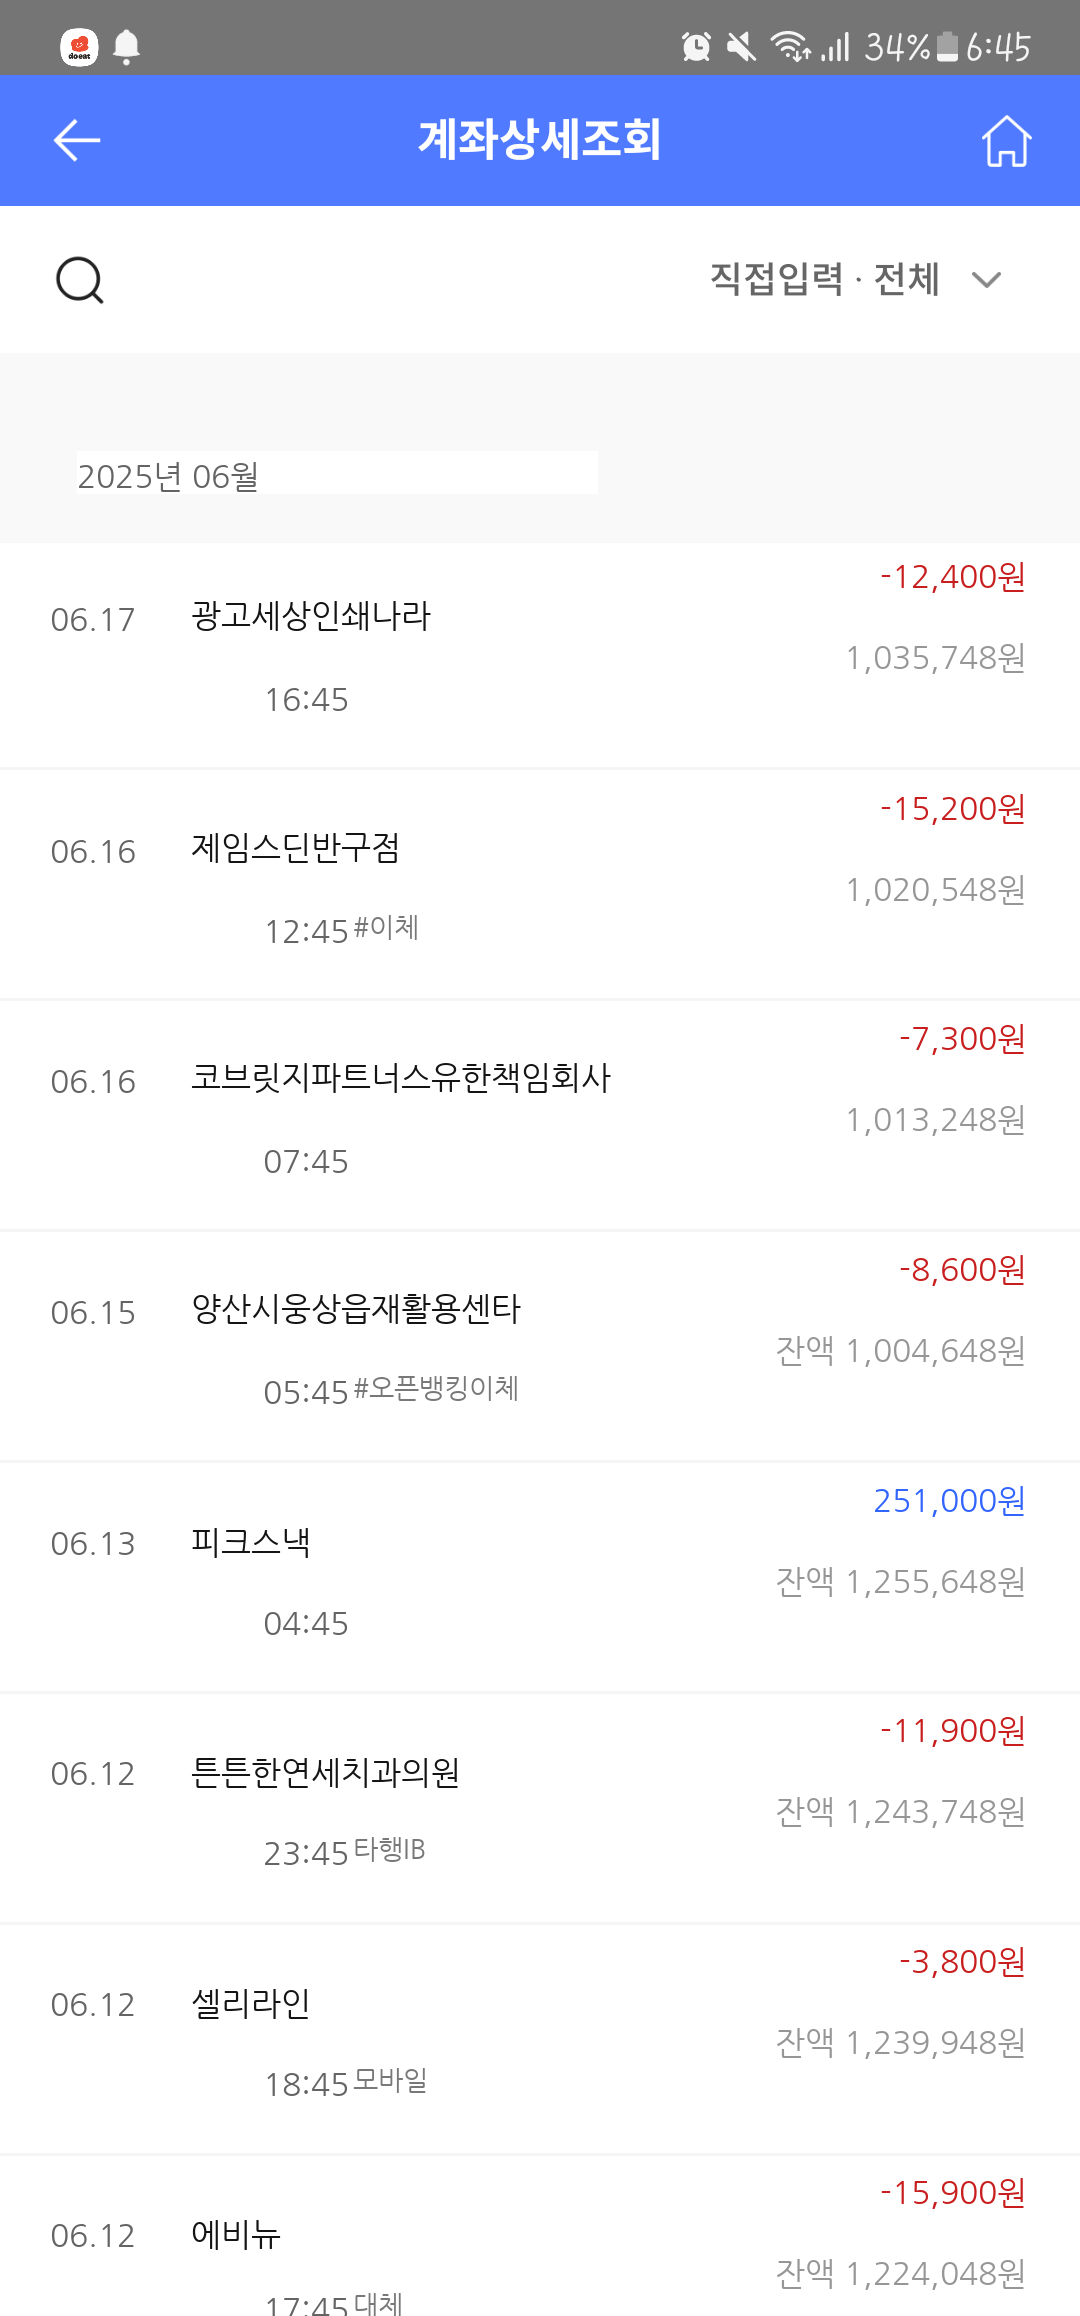 doeat 34% 6:45
계좌상세조회
직접입력 · 전체
2025년 06월
-12,400원
06.17 광고세상인쇄나라
1,035,748원
16:45
-15,200원
06.16 제임스딘반구점
1,020,548원
12:45 #이체
-7,300원
06.16 코브릿지파트너스유한책임회사
1,013,248원
07:45
-8,600원
06.15 양산시웅상읍재활용센타
잔액 1,004,648원
05:45 #오픈뱅킹이체
251,000원
06.13 피크스낵
잔액 1,255,648원
04:45
-11,900원
06.12 튼튼한연세치과의원
잔액 1,243,748원
23:45 타행IB
-3,800원
06.12 셀리라인
잔액 1,239,948원
18:45 모바일
-15,900원
06.12 에비뉴
잔액 1,224,048원
17:45 대체